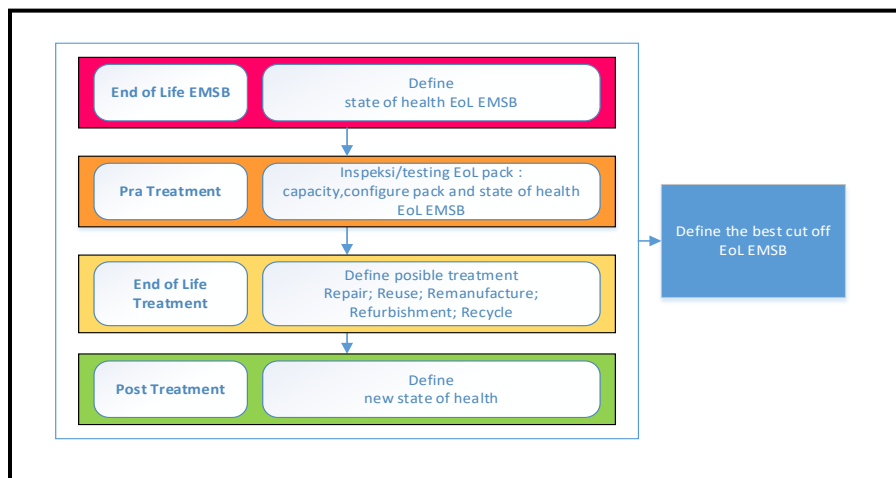 End of Life EMSB
Define
state of health EoL EMSB
Pra Treatment
Inspeksi/testing EoL pack :
capacity,configure pack and state of health
EoL EMSB
End of Life
Treatment
Define posible treatment
Repair; Reuse; Remanufacture;
Refurbishment; Recycle
Post Treatment
Define
new state of health
Define the best cut off
EoL EMSB